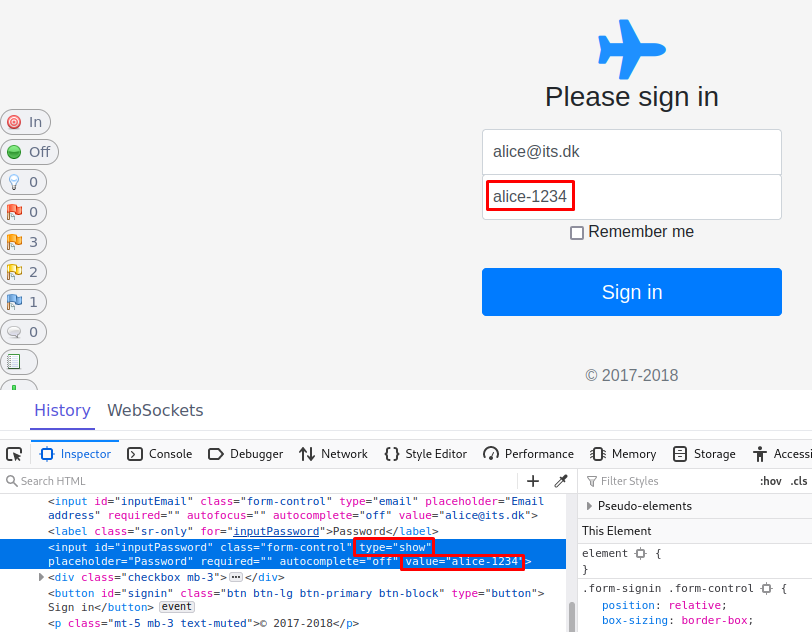 Please sign in
alice@its.dk
alice-1234
Remember me
Sign in
© 2017-2018
In
Off
0
0
3
2
1
0
History WebSockets
Inspector Console Debugger Network Style Editor Performance Memory Storage Accessi
Search HTML
<input id="inputEmail" class="form-control" type="email" placeholder="Email
address" required="" autofocus="" autocomplete="off" value="alice@its.dk">
<label class="sr-only" for="inputPassword">Password</label>
<input id="inputPassword" class="form-control" type="show"
placeholder="Password" required="" autocomplete="off" value="alice-1234">
<div class="checkbox mb-3">⋯</div>
<button id="signin" class="btn btn-lg btn-primary btn-block" type="button">
Sign in</button> event
<p class="mt-5 mb-3 text-muted">© 2017-2018</p>
Filter Styles :hov .cls
Pseudo-elements
This Element
element {
}
.form-signin .form-control {
position: relative;
box-sizing: border-box;